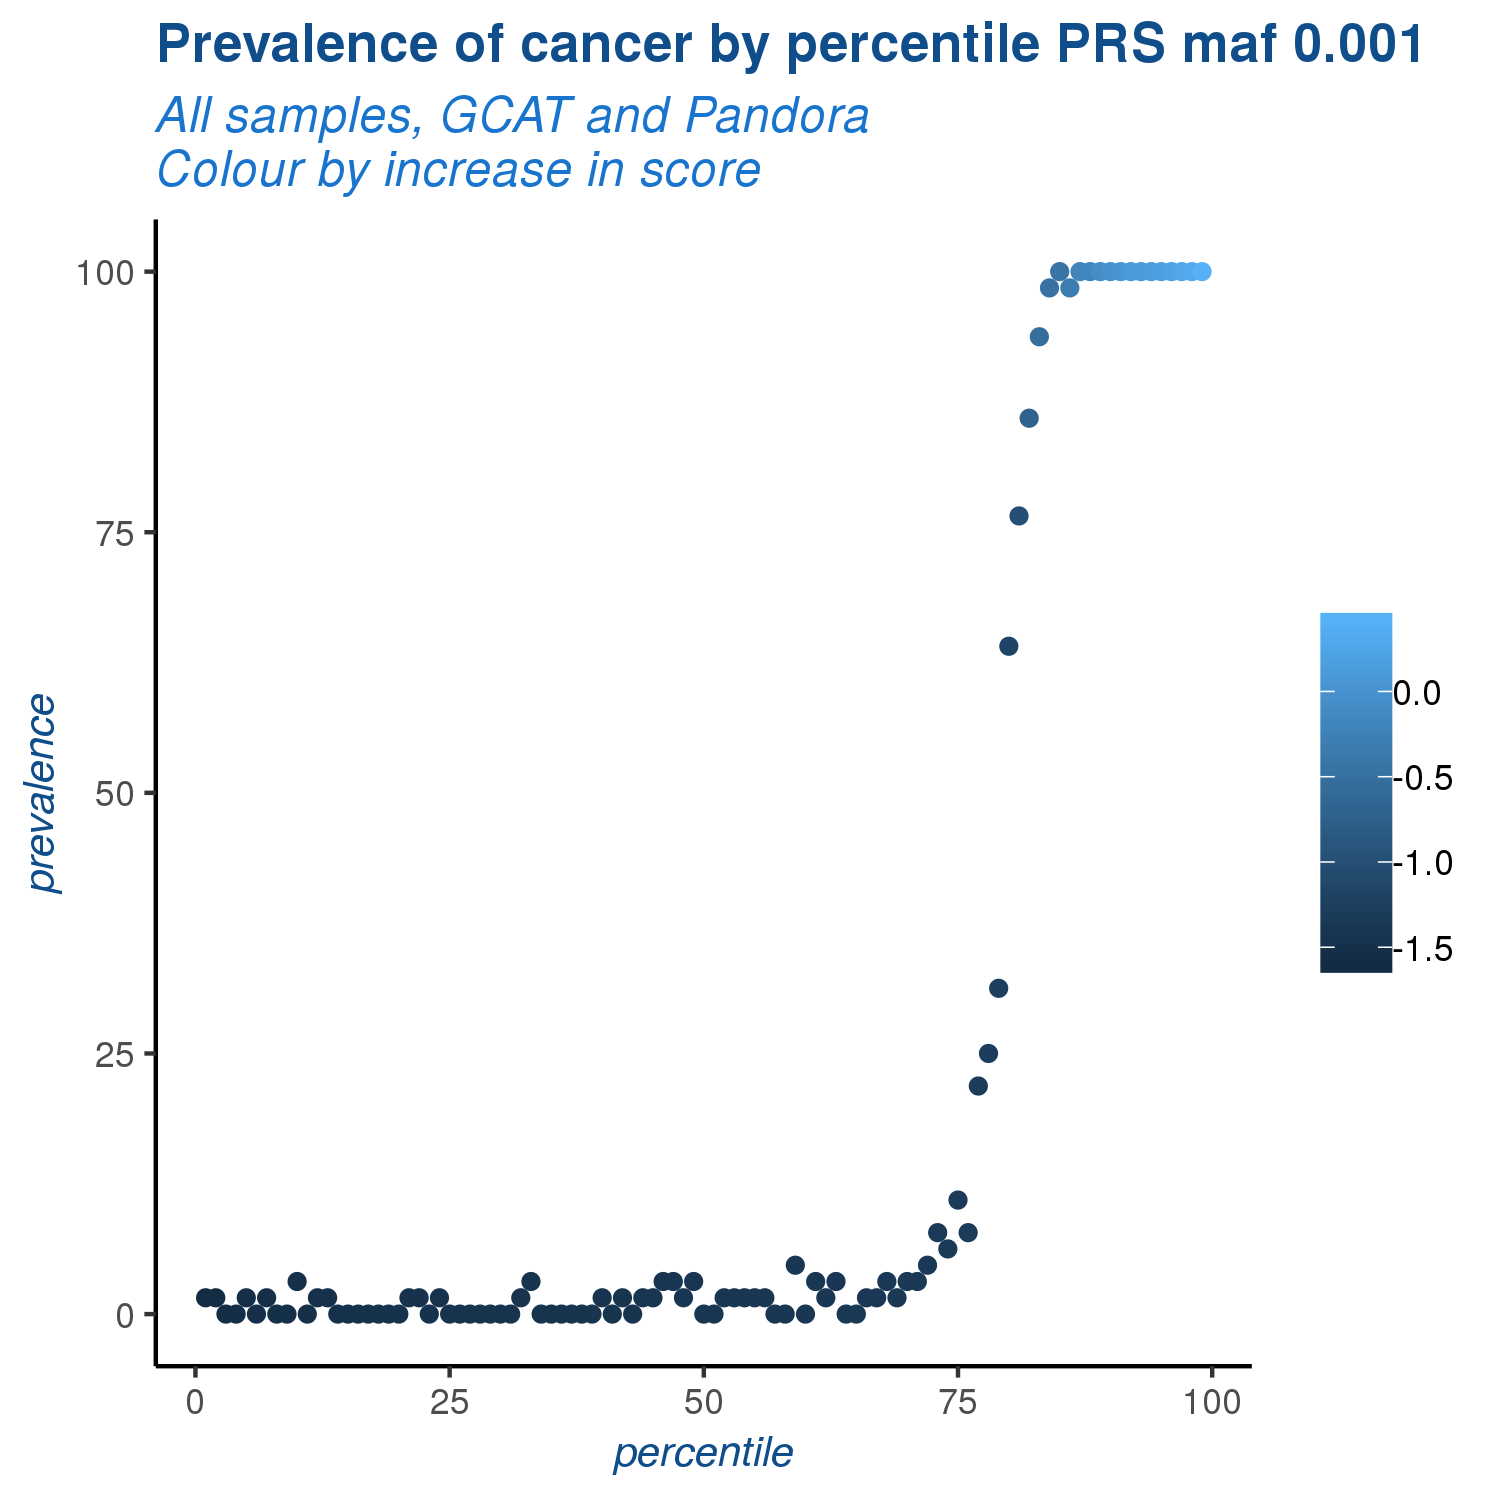 Prevalence of cancer by percentile PRS maf 0.001
All samples, GCAT and Pandora
Colour by increase in score
100
75
50
25
0
prevalence
0.0
-0.5
-1.0
-1.5
0 25 50 75 100
percentile